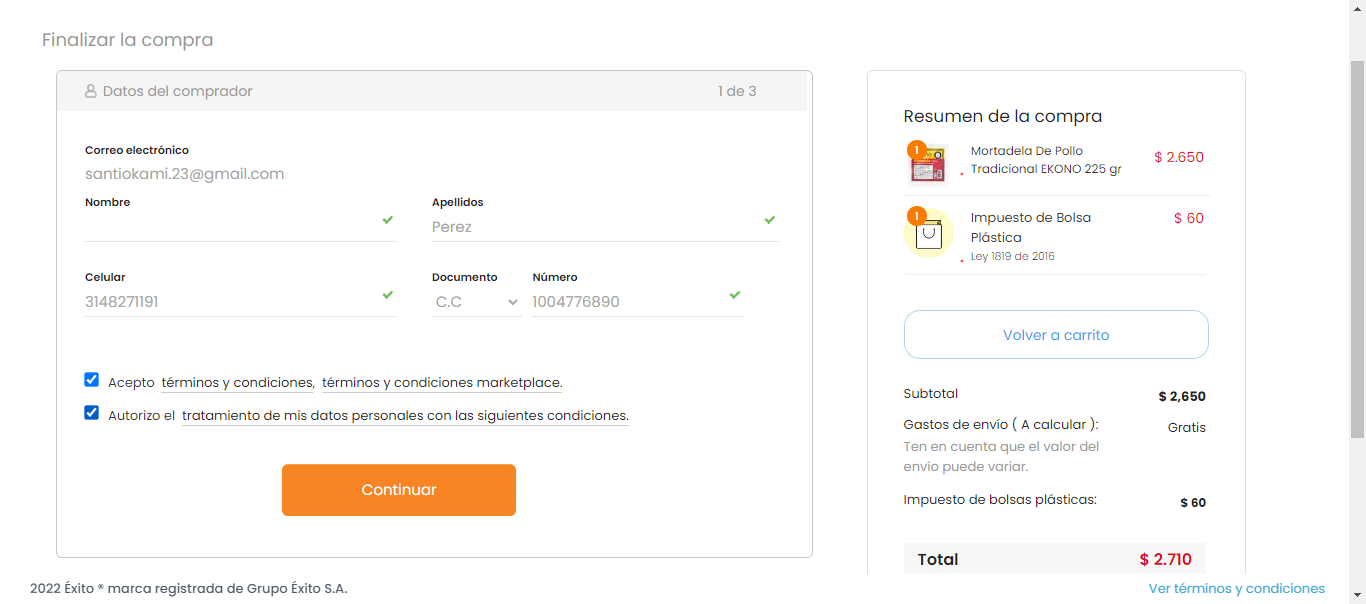 Finalizar la compra
Datos del comprador 1 de 3
Correo electrónico
santiokami.23@gmail.com
Nombre Apellidos
Perez
Celular Documento Número
3148271191 C.C 1004776890
Acepto términos y condiciones, términos y condiciones marketplace.
Autorizo el tratamiento de mis datos personales con las siguientes condiciones.
Continuar
Resumen de la compra
1 Mortadela De Pollo $ 2.650
Tradicional EKONO 225 gr
1 Impuesto de Bolsa $ 60
Plástica
Ley 1819 de 2016
Volver a carrito
Subtotal $ 2,650
Gastos de envío ( A calcular ): Gratis
Ten en cuenta que el valor del
envío puede variar.
Impuesto de bolsas plásticas: $ 60
Total $ 2.710
2022 Éxito ® marca registrada de Grupo Éxito S.A. Ver términos y condiciones